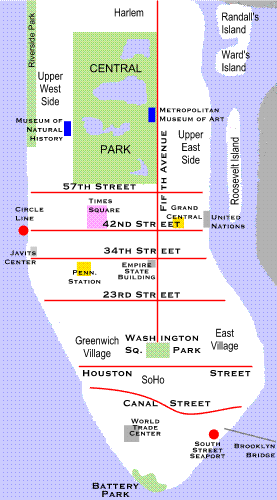 Harlem
Randall's
Island
Riverside Park
Ward's
Island
CENTRAL
Upper
West
Side
METROPOLITAN
MUSEUM OF ART
MUSEUM OF
NATURAL
HISTORY
PARK
Upper
East
Side
FIFTH AVENUE
Roosevelt Island
57TH STREET
TIMES
SQUARE
GRAND
CENTRAL
CIRCLE
LINE
42ND STREET
UNITED
NATIONS
JAVITS
CENTER
34TH STREET
PENN.
STATION
EMPIRE
STATE
BUILDING
23RD STREET
Greenwich
Village
WASHINGTON
SQ. PARK
East
Village
HOUSTON STREET
SoHo
CANAL STREET
WORLD
TRADE
CENTER
SOUTH
STREET
SEAPORT
BROOKLYN
BRIDGE
BATTERY
PARK